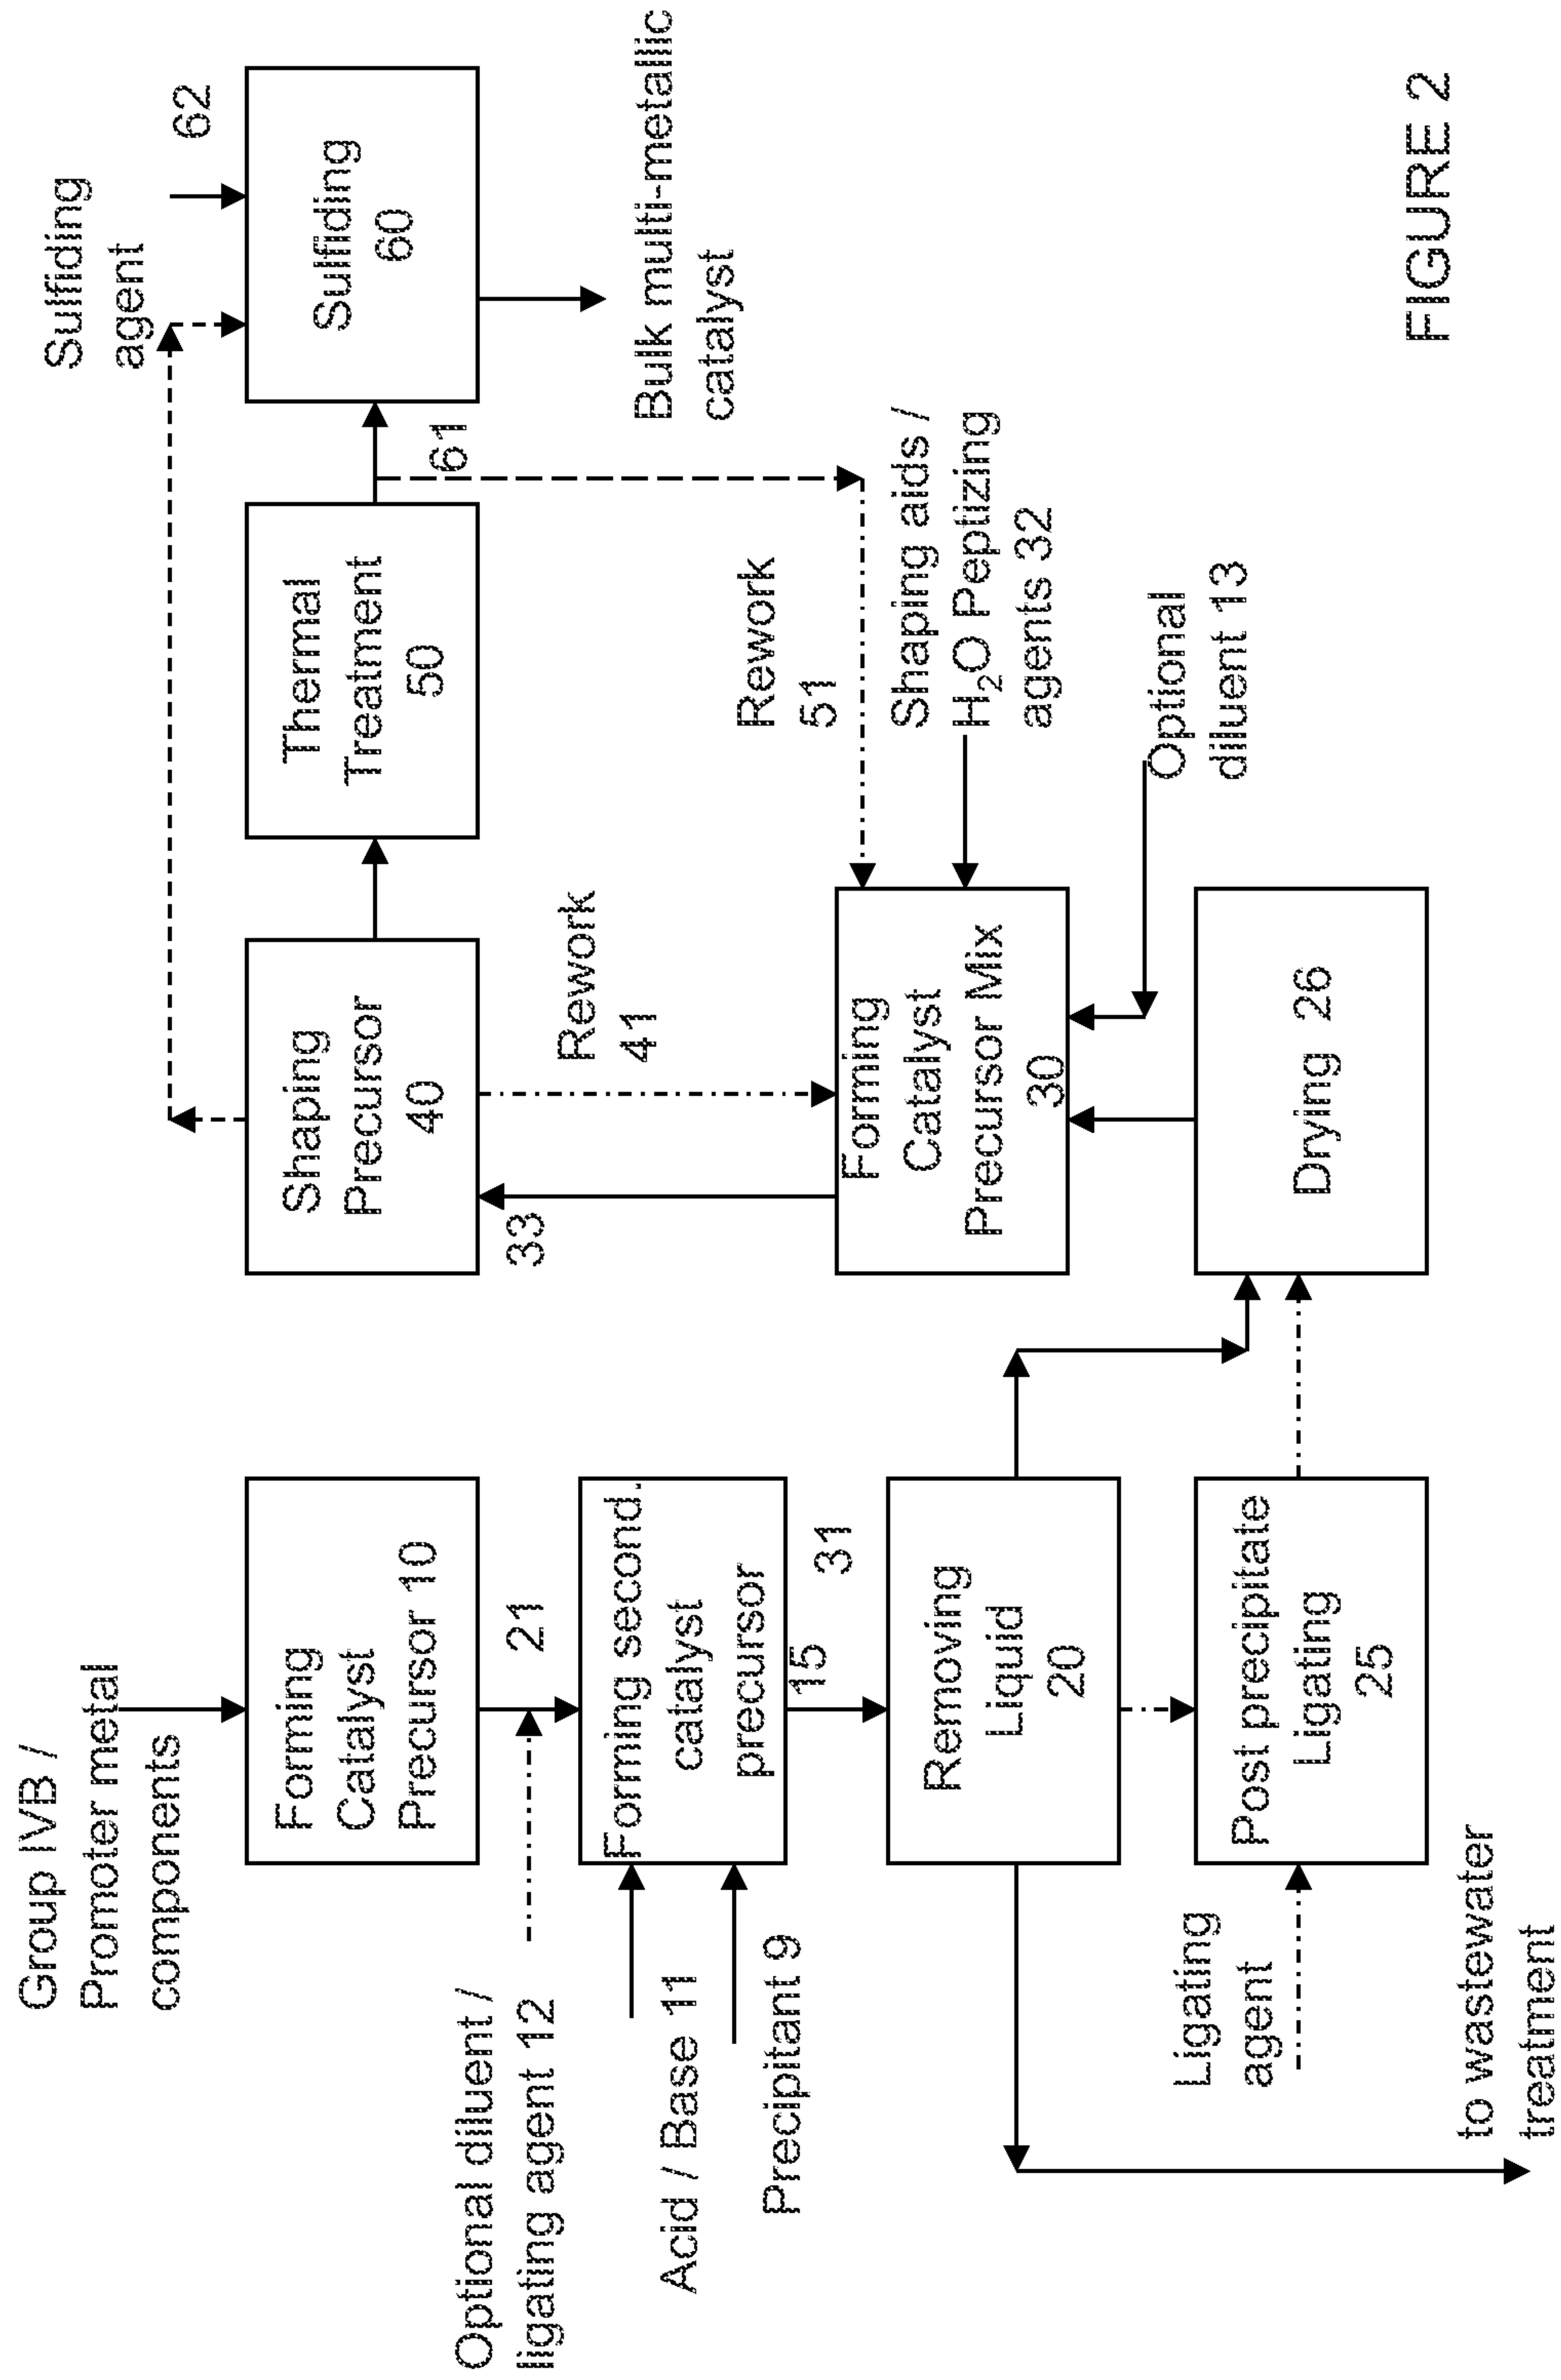 Group IVB /
Promoter metal
components
Forming
Catalyst
Precursor 10
21
Optional diluent /
ligating agent 12
Forming second.
catalyst
precursor
15
Acid / Base 11
Precipitant 9
31
Removing
Liquid
20
Post precipitate
Ligating
25
Ligating
agent
to wastewater
treatment
Sulfiding
agent
62
Shaping
Precursor
40
Thermal
Treatment
50
61
Sulfiding
60
Bulk multi-metallic
catalyst
33
Rework
41
Rework
51
Forming
Catalyst
Precursor Mix
30
Shaping aids /
H₂O Peptizing
agents 32
Optional
diluent 13
Drying 26
FIGURE 2